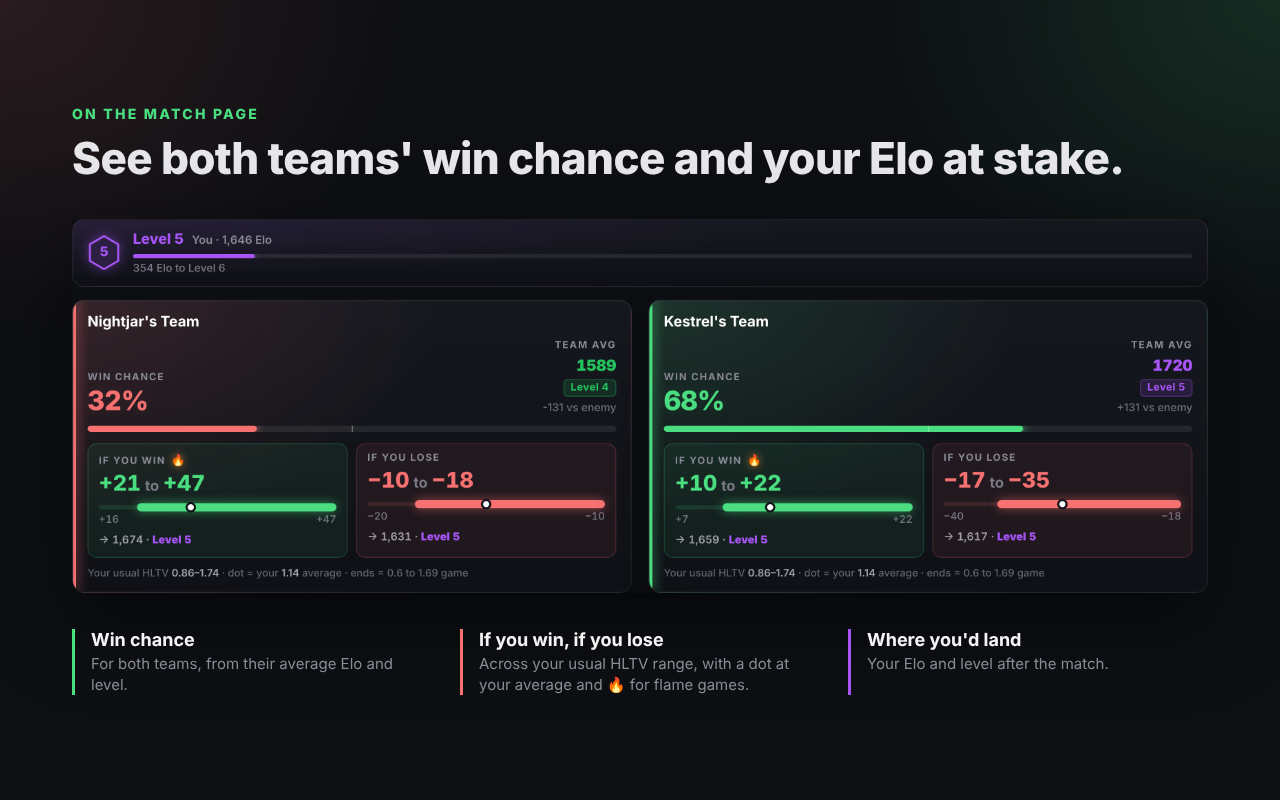 ON THE MATCH PAGE
See both teams' win chance and your Elo at stake.
5
Level 5 You · 1,646 Elo
354 Elo to Level 6
Nightjar's Team
TEAM AVG
1589
Level 4
-131 vs enemy
WIN CHANCE
32%
IF YOU WIN 🔥
+21 to +47
+16 +47
→ 1,674 · Level 5
IF YOU LOSE
−10 to −18
−20 −10
→ 1,631 · Level 5
Your usual HLTV 0.86–1.74 · dot = your 1.14 average · ends = 0.6 to 1.69 game
Kestrel's Team
TEAM AVG
1720
Level 5
+131 vs enemy
WIN CHANCE
68%
IF YOU WIN 🔥
+10 to +22
+7 +22
→ 1,659 · Level 5
IF YOU LOSE
−17 to −35
−40 −18
→ 1,617 · Level 5
Your usual HLTV 0.86–1.74 · dot = your 1.14 average · ends = 0.6 to 1.69 game
Win chance
For both teams, from their average Elo and
level.
If you win, if you lose
Across your usual HLTV range, with a dot at
your average and 🔥 for flame games.
Where you'd land
Your Elo and level after the match.